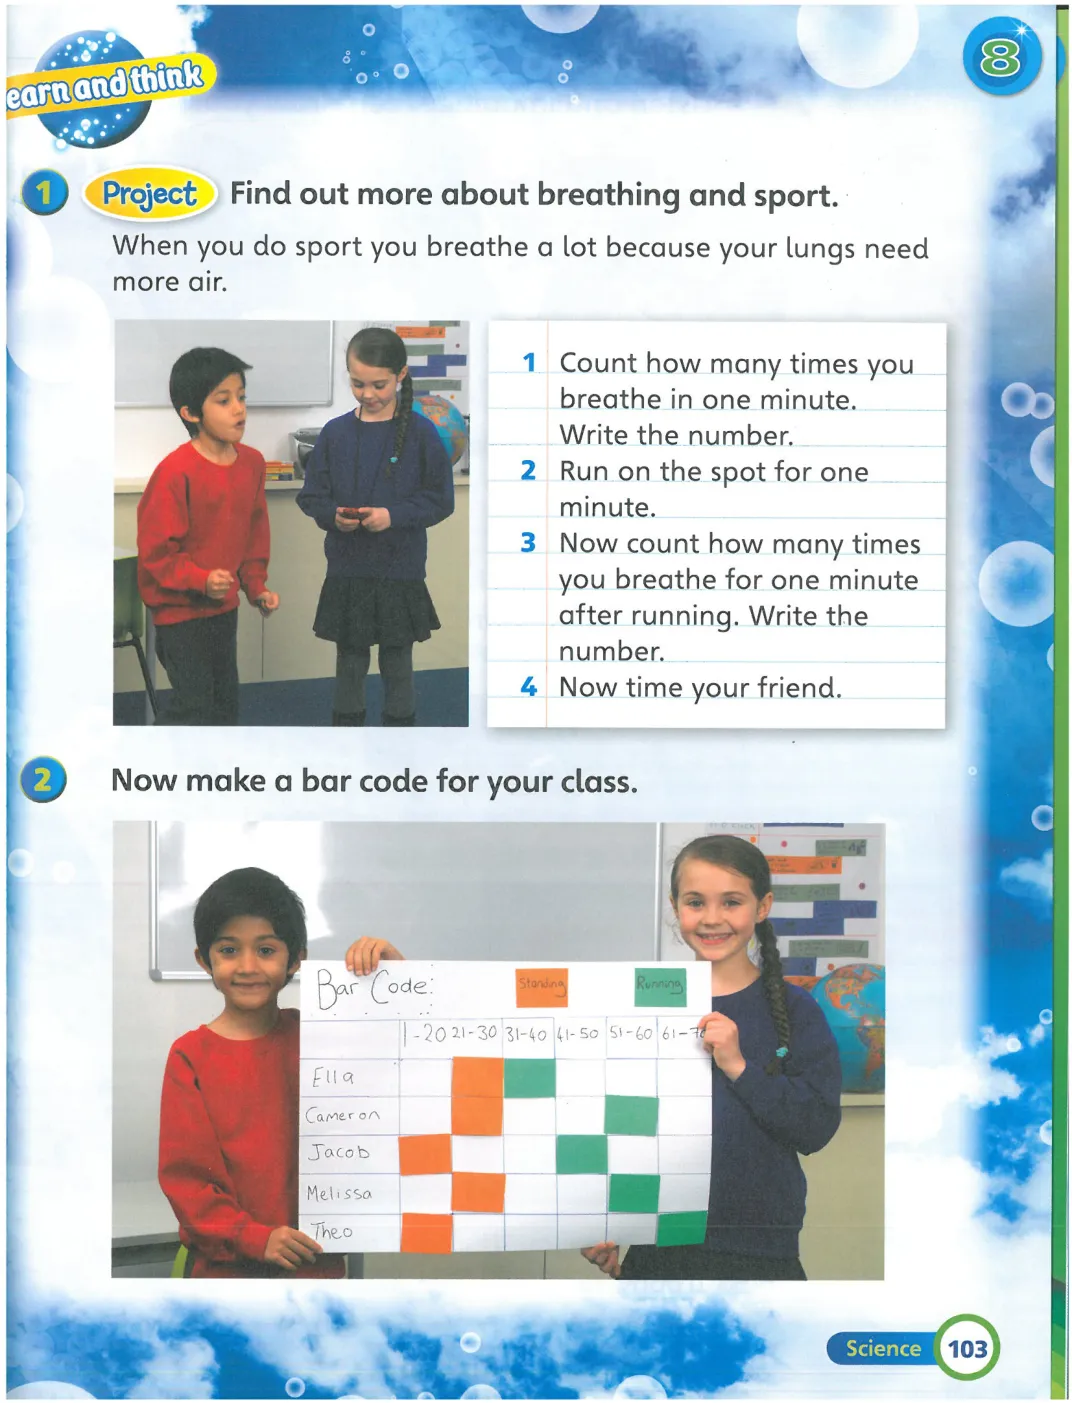 earn and think
8
1 Project Find out more about breathing and sport.
When you do sport you breathe a lot because your lungs need
more air.
1 Count how many times you
breathe in one minute.
Write the number.
2 Run on the spot for one
minute.
3 Now count how many times
you breathe for one minute
after running. Write the
number.
4 Now time your friend.
2 Now make a bar code for your class.
Bar Code: Standing Running
1-20 21-30 31-40 41-50 51-60 61-70
Ella
Cameron
Jacob
Melissa
Theo
Science 103